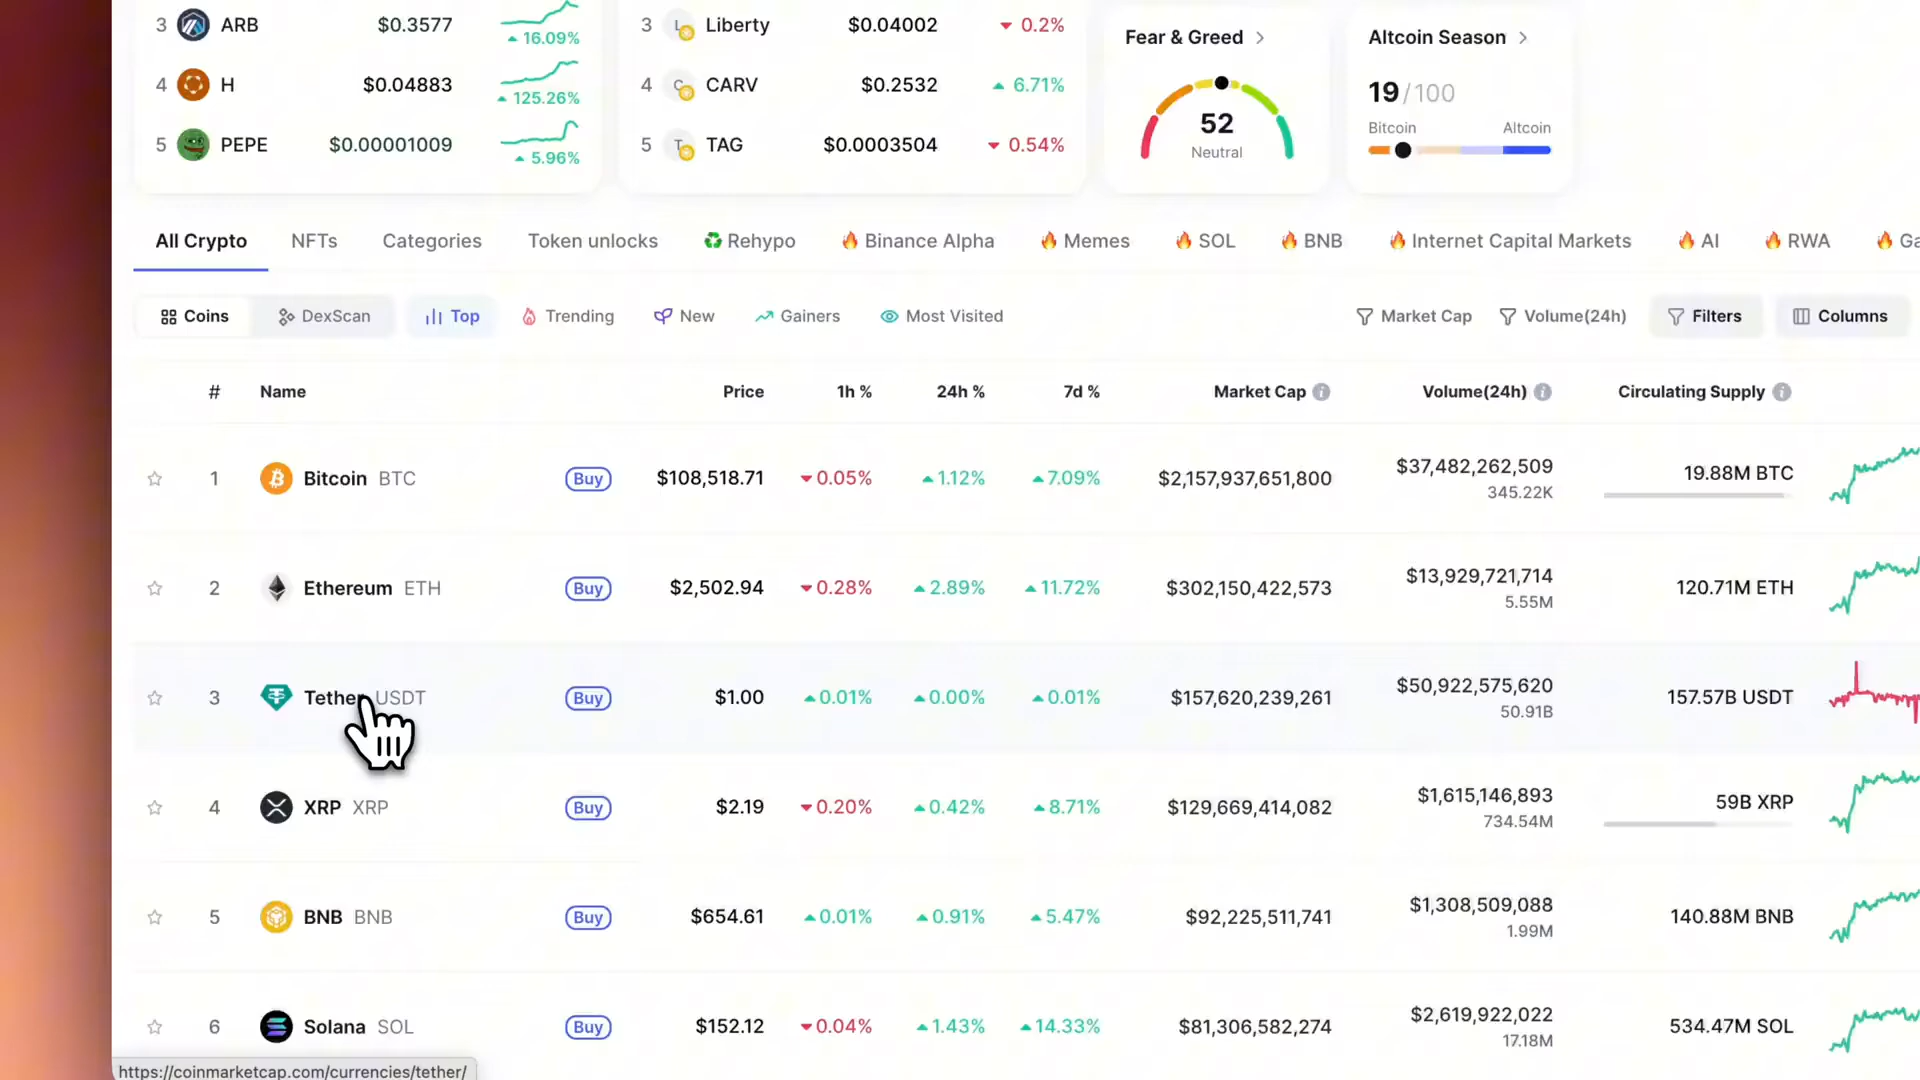 3 ARB $0.3577 16.09%
4 H $0.04883 125.26%
5 PEPE $0.00001009 5.96%
3 L Liberty $0.04002 0.2%
4 C CARV $0.2532 6.71%
5 T TAG $0.0003504 0.54%
Fear & Greed
52
Neutral
Altcoin Season
19/100
Bitcoin Altcoin
All Crypto NFTs Categories Token unlocks Rehypo Binance Alpha Memes SOL BNB Internet Capital Markets AI RWA Ga
Coins DexScan Top Trending New Gainers Most Visited Market Cap Volume(24h) Filters Columns
# Name Price 1h % 24h % 7d % Market Cap Volume(24h) Circulating Supply
1 Bitcoin BTC Buy $108,518.71 0.05% 1.12% 7.09% $2,157,937,651,800 $37,482,262,509 19.88M BTC
345.22K
2 Ethereum ETH Buy $2,502.94 0.28% 2.89% 11.72% $302,150,422,573 $13,929,721,714 120.71M ETH
5.55M
3 Tether USDT Buy $1.00 0.01% 0.00% 0.01% $157,620,239,261 $50,922,575,620 157.57B USDT
50.91B
4 XRP XRP Buy $2.19 0.20% 0.42% 8.71% $129,669,414,082 $1,615,146,893 59B XRP
734.54M
5 BNB BNB Buy $654.61 0.01% 0.91% 5.47% $92,225,511,741 $1,308,509,088 140.88M BNB
1.99M
6 Solana SOL Buy $152.12 0.04% 1.43% 14.33% $81,306,582,274 $2,619,922,022 534.47M SOL
17.18M
https://coinmarketcap.com/currencies/tether/